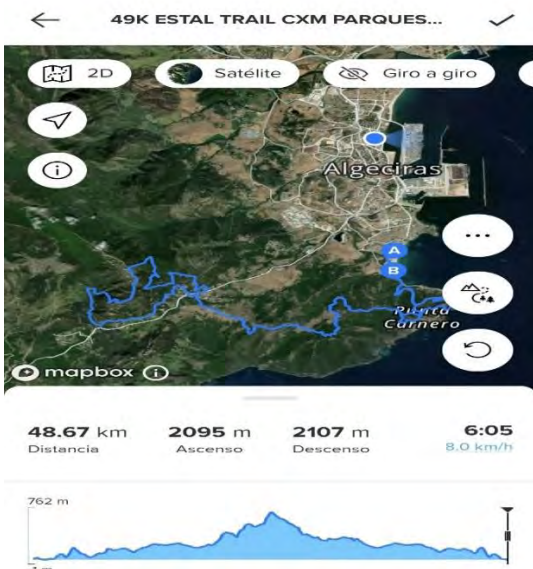 49K ESTAL TRAIL CXM PARQUES...
2D
Satélite
Giro a giro
Algeciras
A
B
Punta
Carnero
mapbox
48.67 km
2095 m
2107 m
6:05
Distancia
Ascenso
Descenso
8.0 km/h
762 m